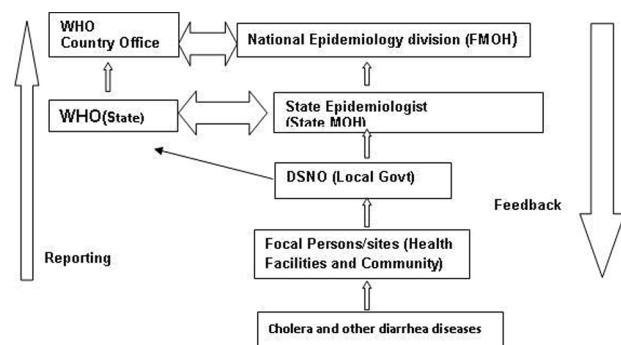 WHO
Country Office
National Epidemiology division (FMOH)
WHO(State)
State Epidemiologist
(State MOH)
DSNO (Local Govt)
Feedback
Focal Persons/sites (Health
Facilities and Community)
Reporting
Cholera and other diarrhea diseases